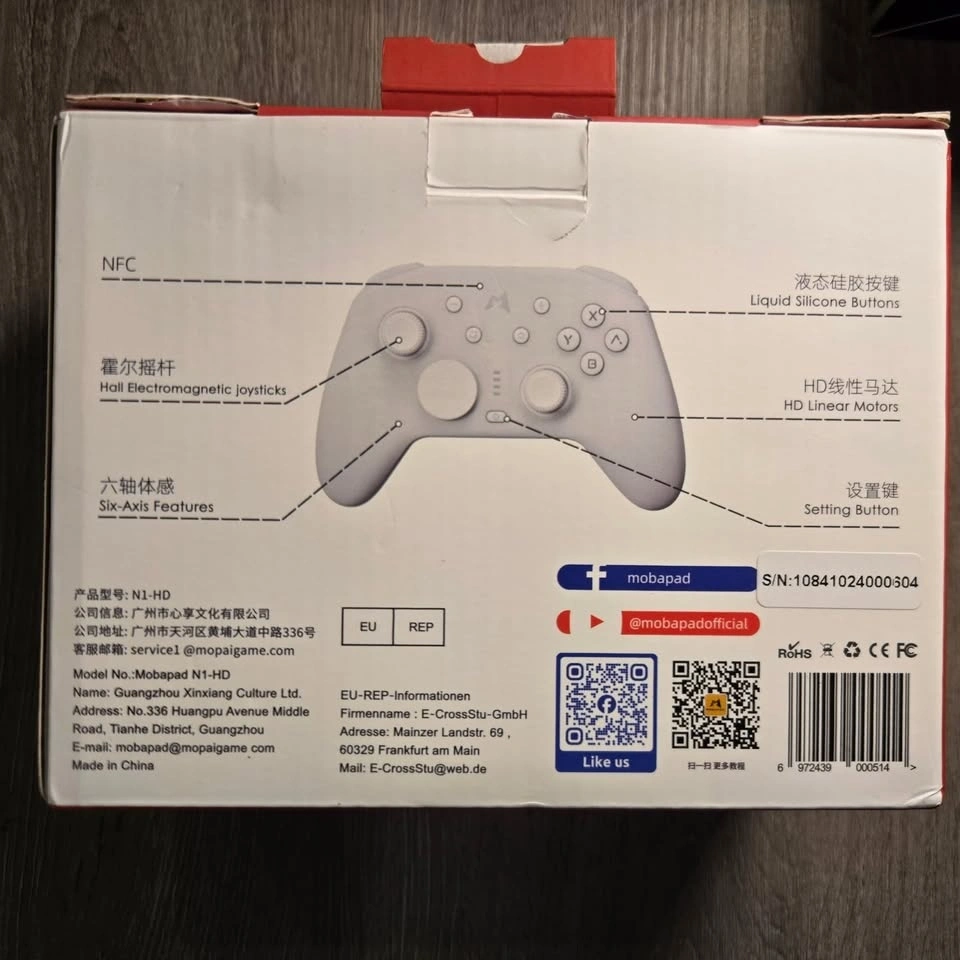 NFC
霍尔摇杆
Hall Electromagnetic joysticks
六轴体感
Six-Axis Features
液态硅胶按键
Liquid Silicone Buttons
HD线性马达
HD Linear Motors
设置键
Setting Button
X
Y
A
B
产品型号: N1-HD
公司信息: 广州市心享文化有限公司
公司地址: 广州市天河区黄埔大道中路336号
客服邮箱: service1 @mopaigame.com
Model No.:Mobapad N1-HD
Name: Guangzhou Xinxiang Culture Ltd.
Address: No.336 Huangpu Avenue Middle
Road, Tianhe District, Guangzhou
E-mail: mobapad@mopaigame com
Made in China
EU REP
EU-REP-Informationen
Firmenname : E-CrossStu-GmbH
Adresse: Mainzer Landstr. 69 ,
60329 Frankfurt am Main
Mail: E-CrossStu@web.de
f mobapad
@mobapadofficial
S/N:10841024000604
Like us
扫一扫 更多教程
RoHS CE FC
6 972439 000514 >